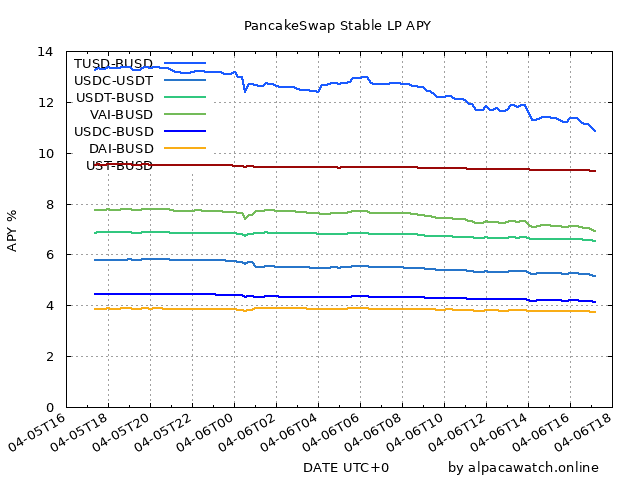 PancakeSwap Stable LP APY
TUSD-BUSD
USDC-USDT
USDT-BUSD
VAI-BUSD
USDC-BUSD
DAI-BUSD
UST-BUSD
APY %
14
12
10
8
6
4
2
0
04-05T16
04-05T18
04-05T20
04-05T22
04-06T00
04-06T02
04-06T04
04-06T06
04-06T08
04-06T10
04-06T12
04-06T14
04-06T16
04-06T18
DATE UTC+0
by alpacawatch.online